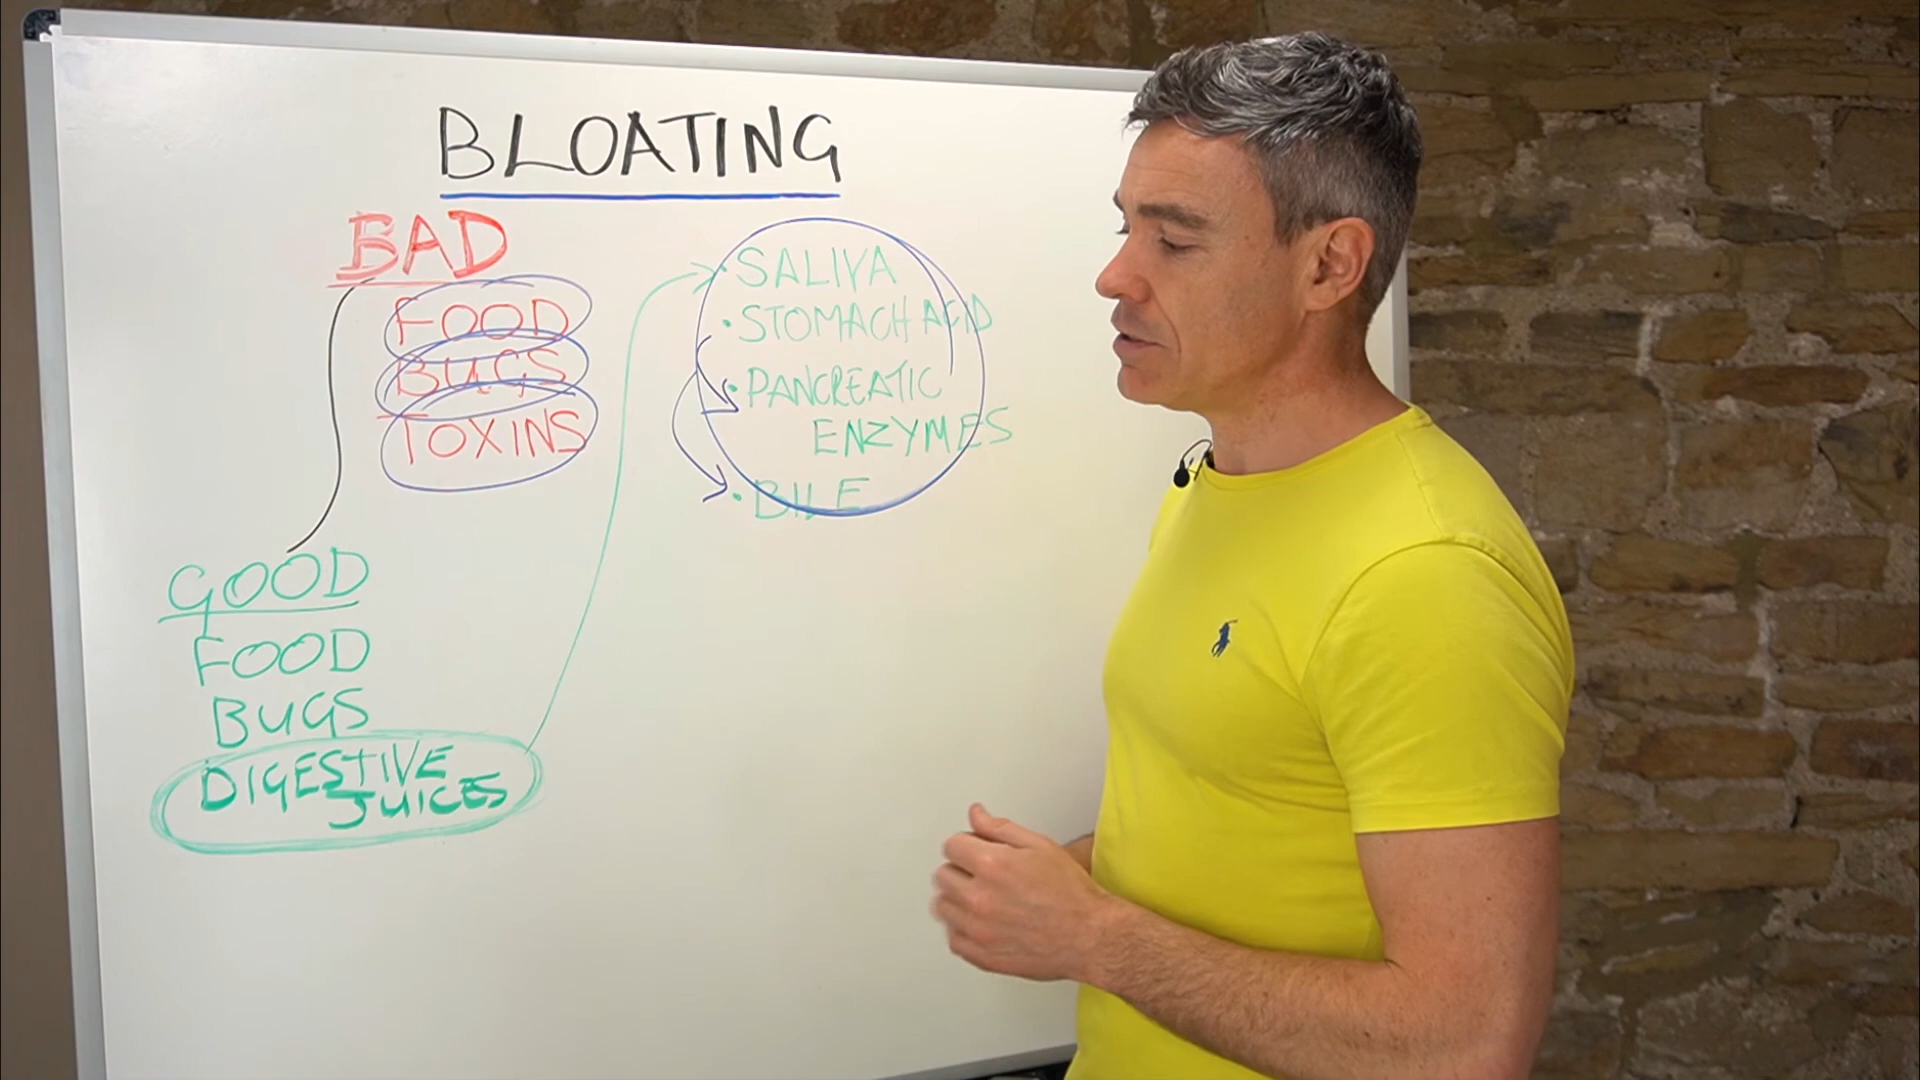 BLOATING
BAD
FOOD
BUGS
TOXINS
GOOD
FOOD
BUGS
DIGESTIVE
JUICES
• SALIVA
• STOMACH ACID
• PANCREATIC
ENZYMES
• BILE